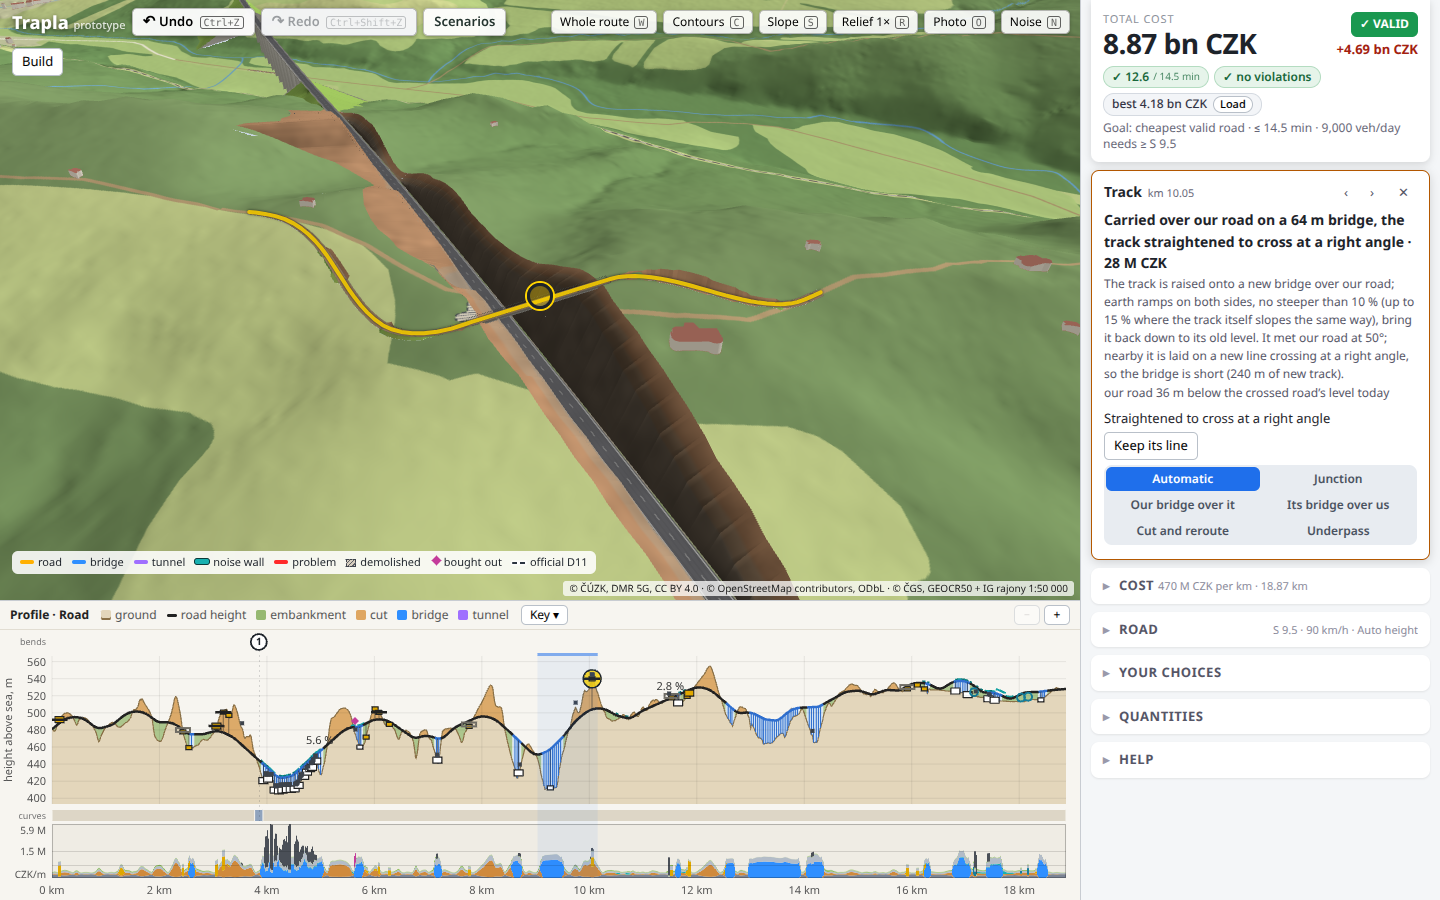 Trapla prototype
↶ Undo Ctrl+Z
↷ Redo Ctrl+Shift+Z
Scenarios
Whole route W
Contours C
Slope S
Relief 1× R
Photo O
Noise N
Build
road bridge tunnel noise wall problem demolished bought out official D11
© ČÚZK, DMR 5G, CC BY 4.0 · © OpenStreetMap contributors, ODbL · © ČGS, GEOCR50 + IG rajony 1:50 000
TOTAL COST
✓ VALID
8.87 bn CZK
+4.69 bn CZK
✓ 12.6 / 14.5 min
✓ no violations
best 4.18 bn CZK Load
Goal: cheapest valid road · ≤ 14.5 min · 9,000 veh/day
needs ≥ S 9.5
Track km 10.05 ‹ › ✕
Carried over our road on a 64 m bridge, the
track straightened to cross at a right angle ·
28 M CZK
The track is raised onto a new bridge over our road;
earth ramps on both sides, no steeper than 10 % (up to
15 % where the track itself slopes the same way), bring
it back down to its old level. It met our road at 50°;
nearby it is laid on a new line crossing at a right angle,
so the bridge is short (240 m of new track).
our road 36 m below the crossed road's level today
Straightened to cross at a right angle
Keep its line
Automatic Junction
Our bridge over it Its bridge over us
Cut and reroute Underpass
▶ COST 470 M CZK per km · 18.87 km
▶ ROAD S 9.5 · 90 km/h · Auto height
▶ YOUR CHOICES
▶ QUANTITIES
▶ HELP
Profile · Road ground road height embankment cut bridge tunnel Key ▾ − +
bends
1
height above sea, m
560
540
520
500
480
460
440
420
400
5.6 %
2.8 %
curves
5.9 M
1.5 M
CZK/m
0 km 2 km 4 km 6 km 8 km 10 km 12 km 14 km 16 km 18 km